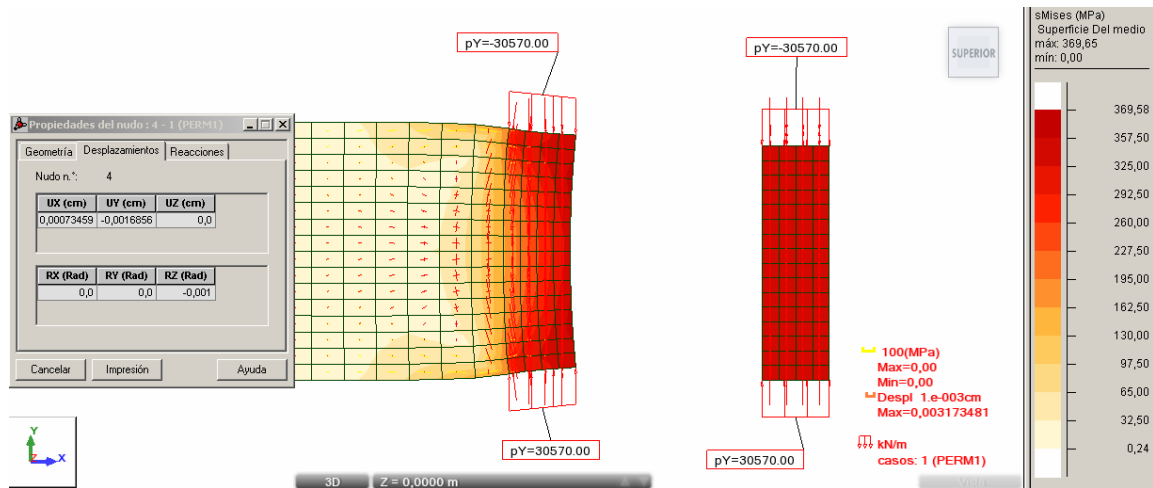 pY=-30570.00
pY=-30570.00
SUPERIOR
sMises (MPa)
Superficie Del medio
máx: 369,65
mín: 0,00
Propiedades del nudo : 4 - 1 (PERM1)
Geometría Desplazamientos Reacciones
Nudo n.°: 4
UX (cm) UY (cm) UZ (cm)
0,00073459 -0,0016856 0,0
RX (Rad) RY (Rad) RZ (Rad)
0,0 0,0 -0,001
Cancelar Impresión Ayuda
369,58
357,50
325,00
292,50
260,00
227,50
195,00
162,50
130,00
97,50
65,00
32,50
0,24
100(MPa)
Max=0,00
Min=0,00
Despl 1.e-003cm
Max=0,003173481
kN/m
casos: 1 (PERM1)
pY=30570.00
pY=30570.00
Y
Z
X
3D
Z = 0,0000 m